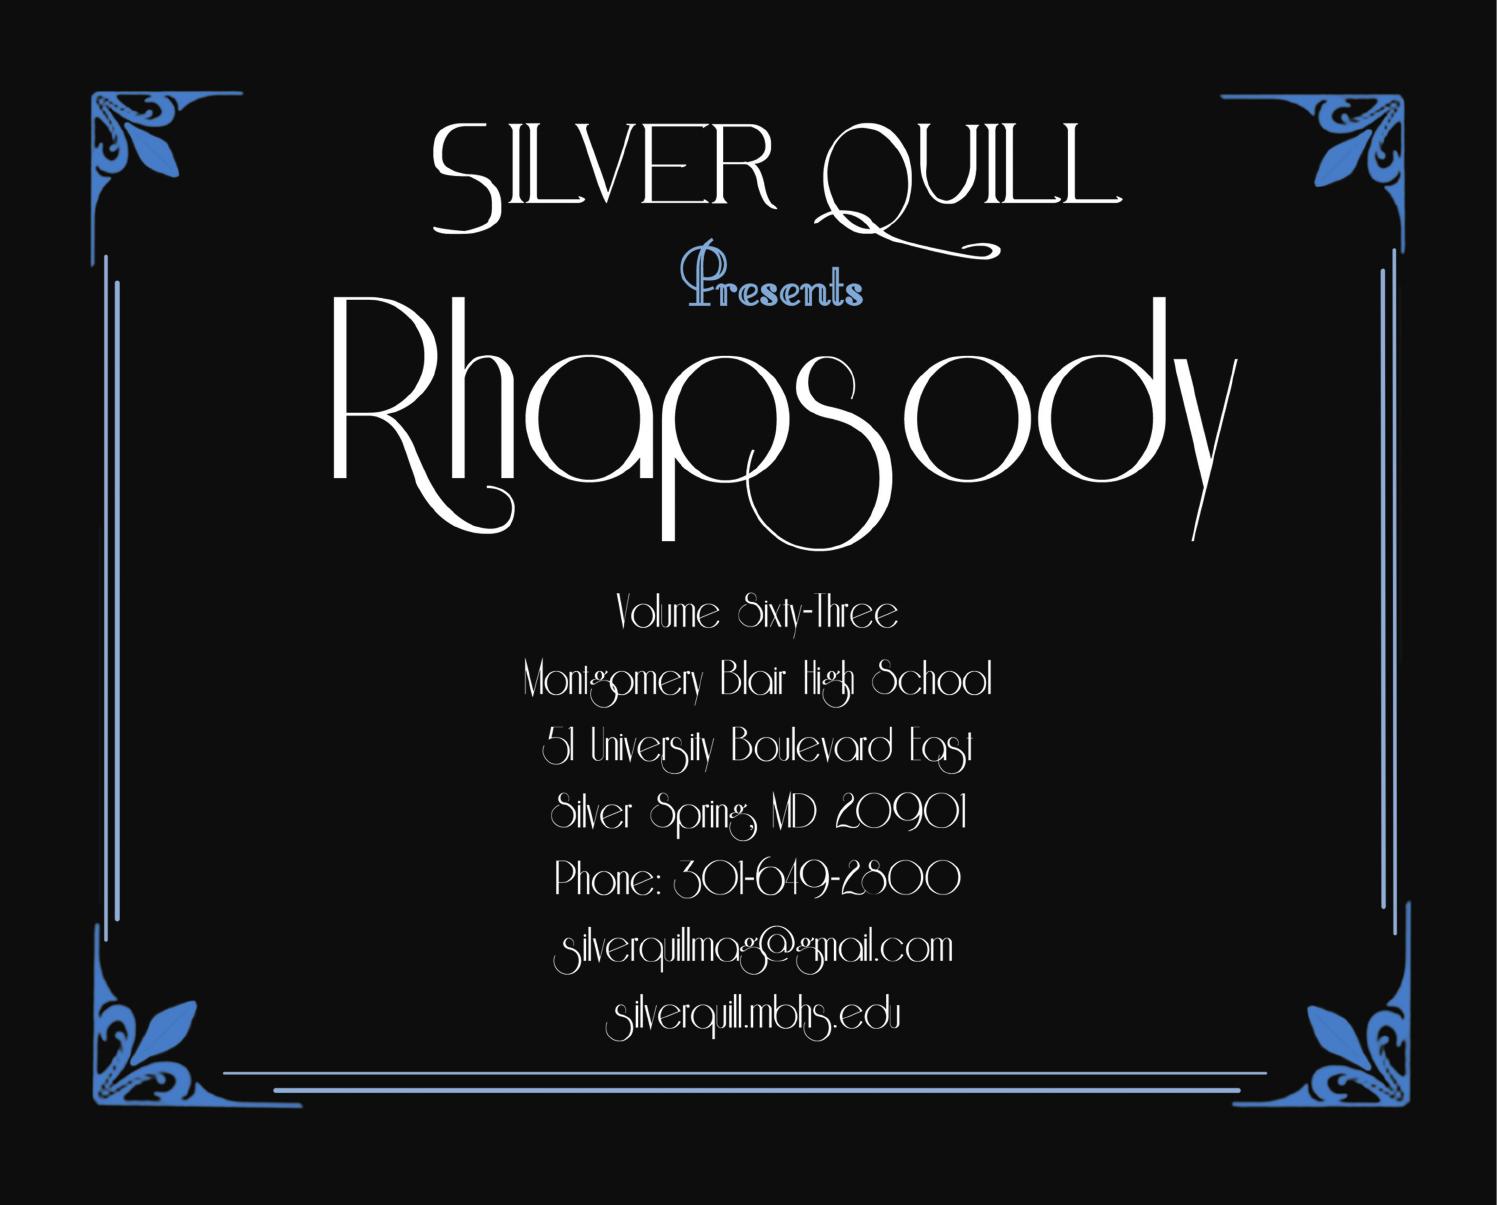 SILVER QUILL
Presents
Rhapsody
Volume Sixty-Three
Montgomery Blair High School
51 University Boulevard East
Silver Spring, MD 20901
Phone: 301-649-2800
silverquillmag@gmail.com
silverquill.mbhs.edu